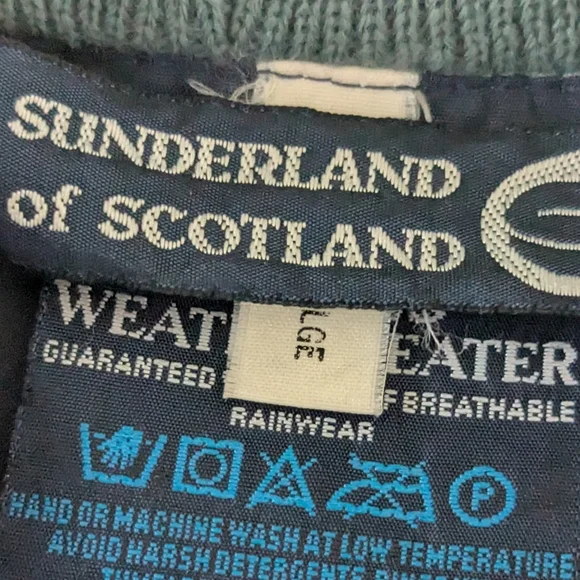 SUNDERLAND
of SCOTLAND
WEAT EATER
LGE
GUARANTEED F BREATHABLE
RAINWEAR
P
HAND OR MACHINE WASH AT LOW TEMPERATURE
AVOID HARSH DETERGENTS